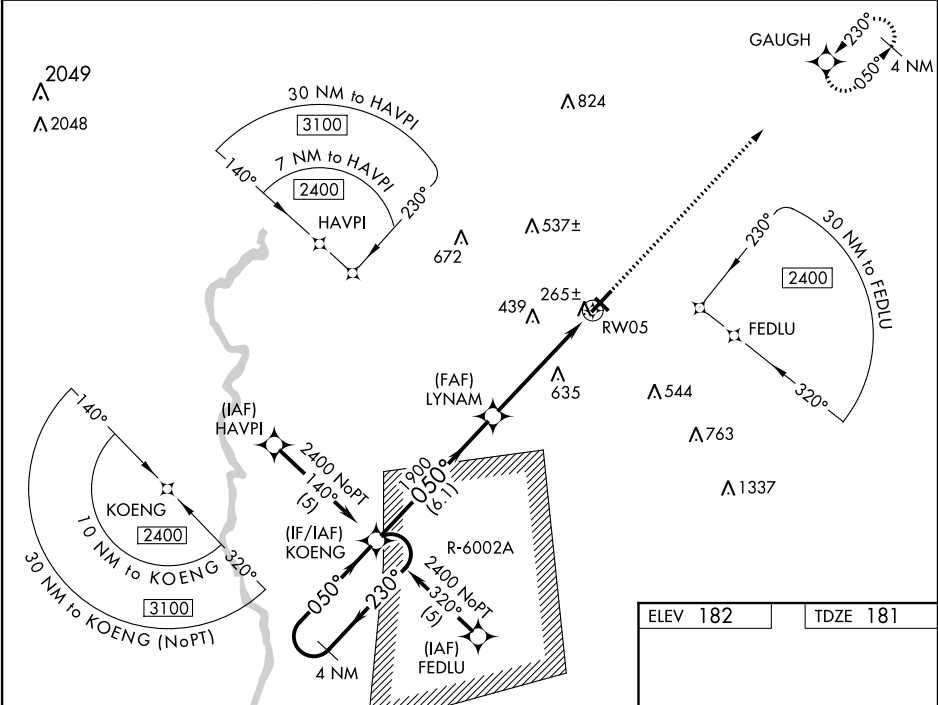 GAUGH
230°
050°
4 NM
2049
2048
824
30 NM to HAVPI
3100
7 NM to HAVPI
2400
140°
230°
HAVPI
672
537±
230°
30 NM to FEDLU
2400
FEDLU
320°
439
265±
RW05
635
544
763
1337
(FAF)
LYNAM
(IAF)
HAVPI
2400 NoPT
140°
(5)
1900
050°
(6.1)
140°
KOENG
2400
10 NM to KOENG
320°
3100
30 NM to KOENG (NoPT)
(IF/IAF)
KOENG
R-6002A
050°
230°
4 NM
2400 NoPT
320°
(5)
(IAF)
FEDLU
ELEV 182
TDZE 181